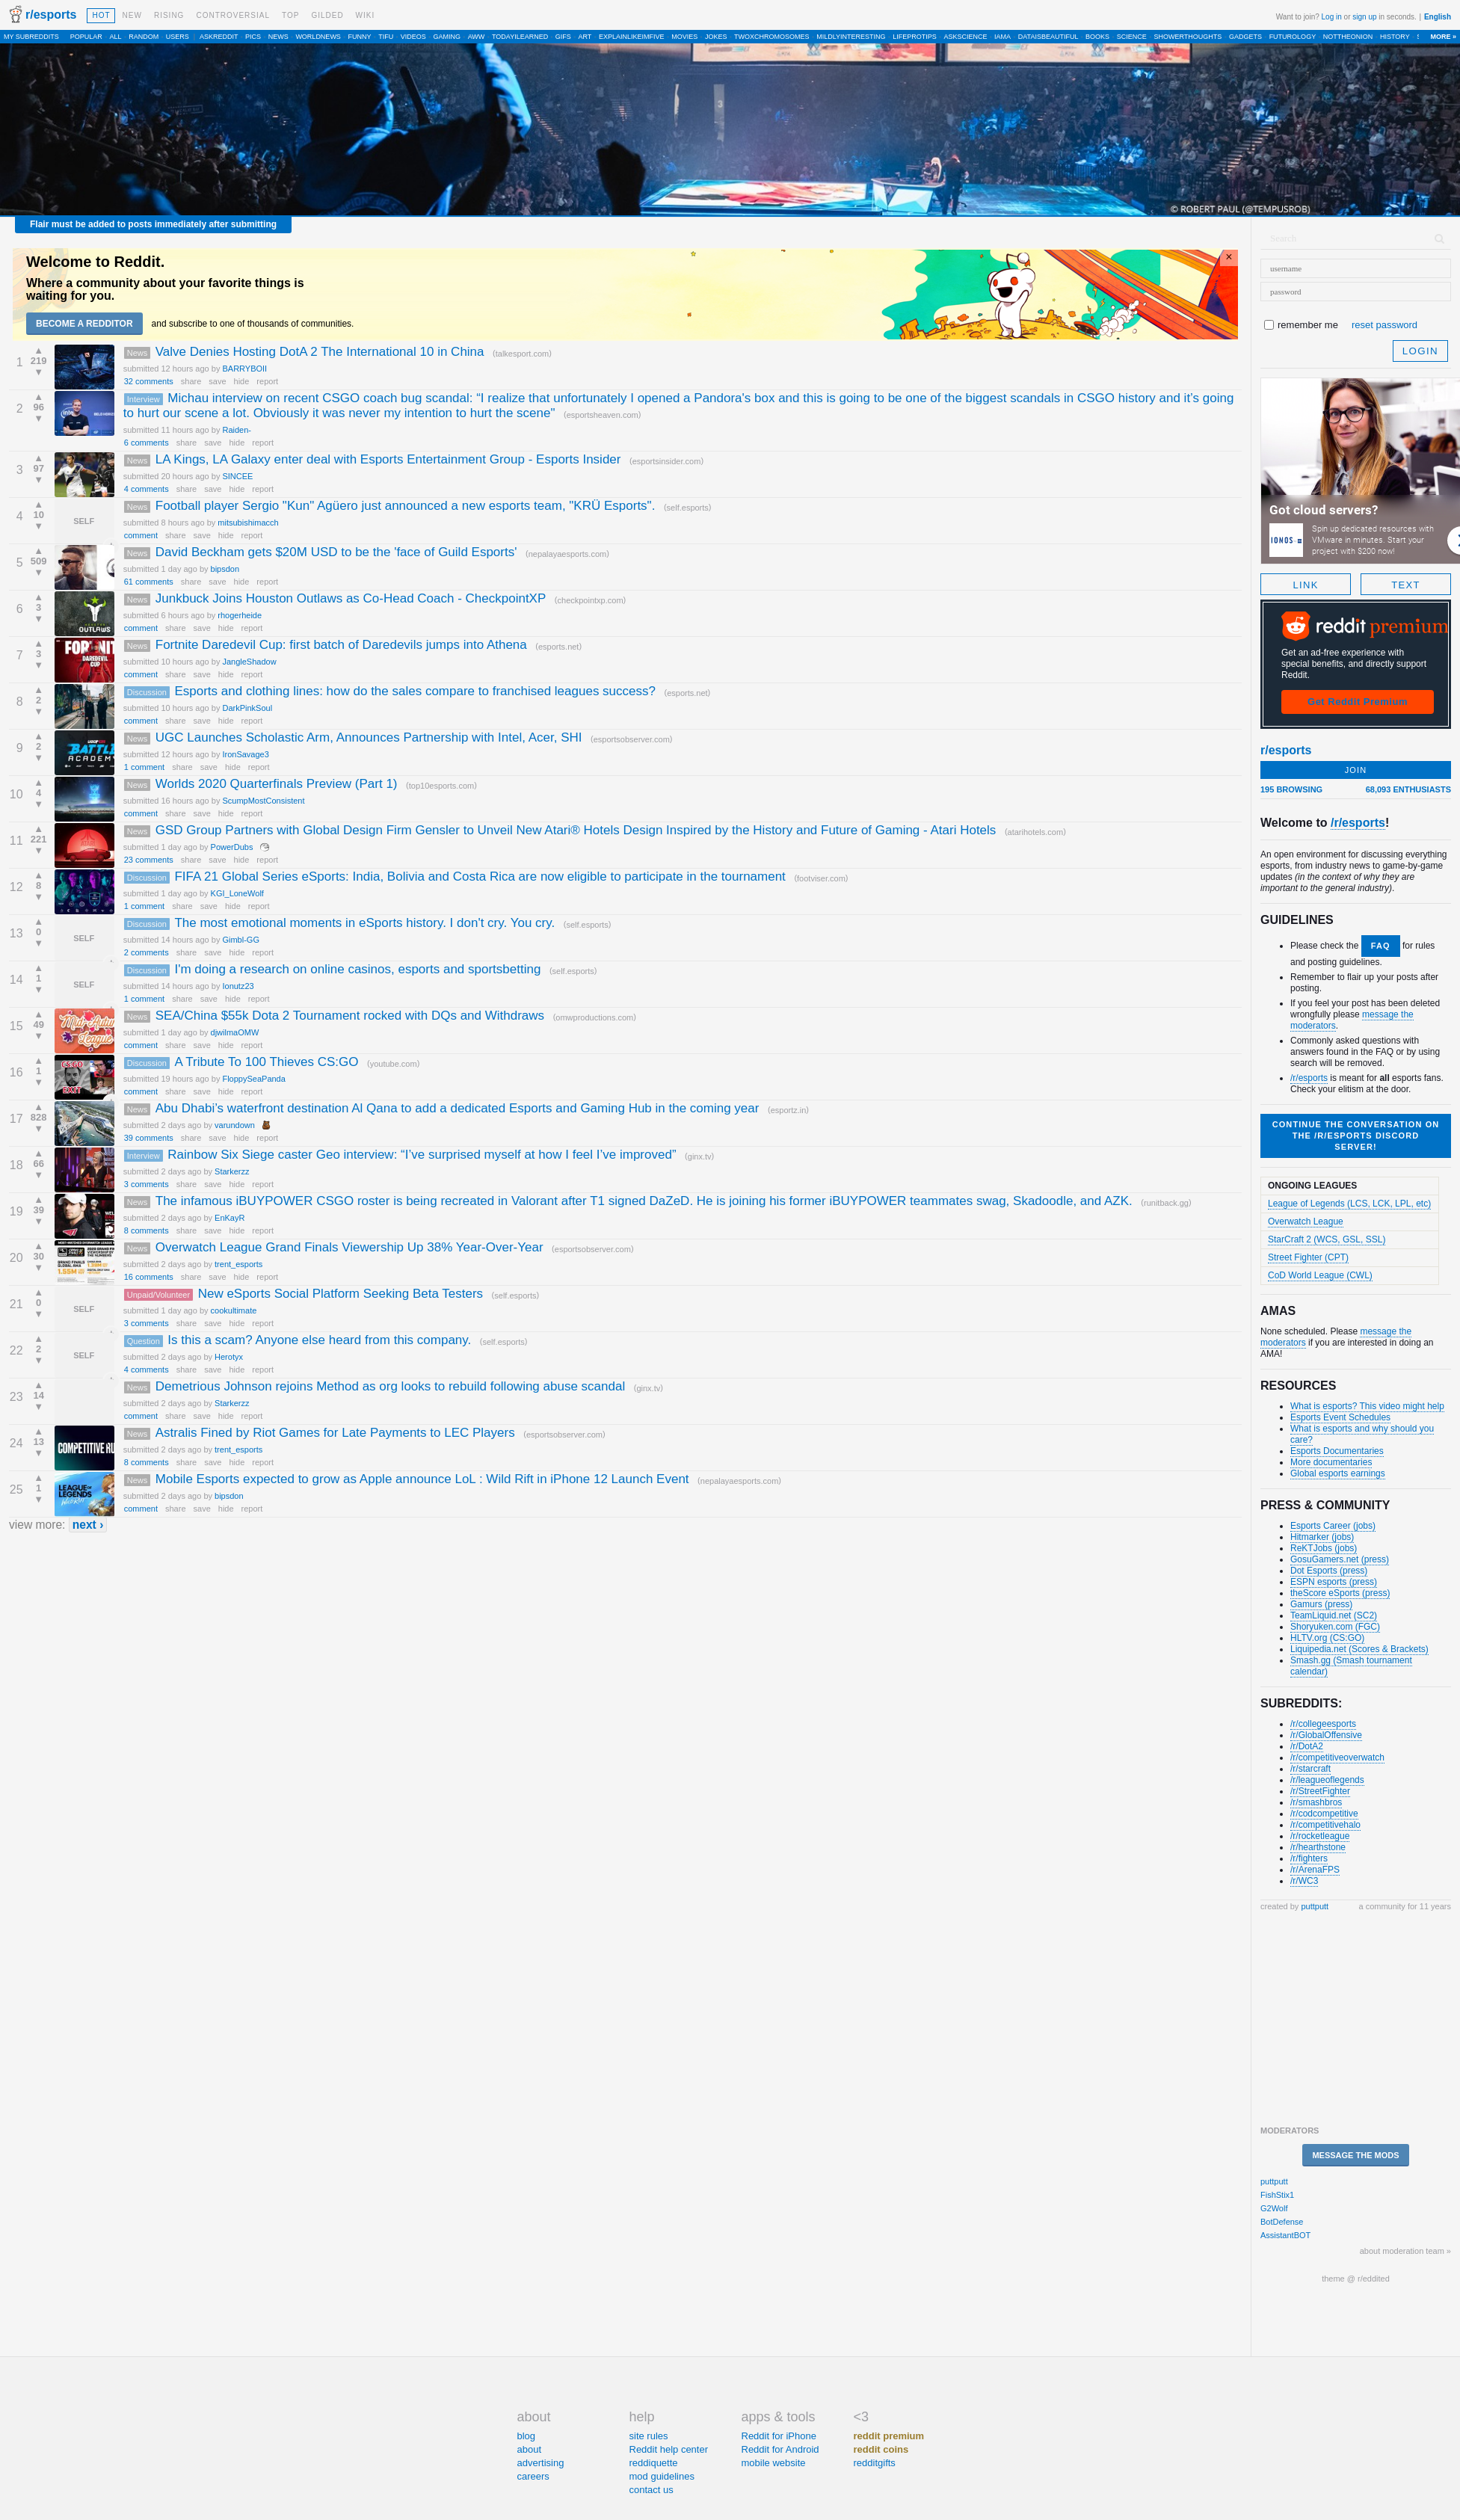 r/esports HOT NEW RISING CONTROVERSIAL TOP GILDED WIKI
Want to join? Log in or sign up in seconds. | English
MY SUBREDDITS POPULAR ALL RANDOM USERS ASKREDDIT PICS NEWS WORLDNEWS FUNNY TIFU VIDEOS GAMING AWW TODAYILEARNED GIFS ART EXPLAINLIKEIMFIVE MOVIES JOKES TWOXCHROMOSOMES MILDLYINTERESTING LIFEPROTIPS ASKSCIENCE IAMA DATAISBEAUTIFUL BOOKS SCIENCE SHOWERTHOUGHTS GADGETS FUTUROLOGY NOTTHEONION HISTORY MORE »
© ROBERT PAUL (@TEMPUSROB)
Flair must be added to posts immediately after submitting
Welcome to Reddit.
Where a community about your favorite things is
waiting for you.
BECOME A REDDITOR and subscribe to one of thousands of communities.
×
1 219 News Valve Denies Hosting DotA 2 The International 10 in China (talkesport.com)
submitted 12 hours ago by BARRYBOII
32 comments share save hide report
2 96 Interview Michau interview on recent CSGO coach bug scandal: “I realize that unfortunately I opened a Pandora's box and this is going to be one of the biggest scandals in CSGO history and it’s going
to hurt our scene a lot. Obviously it was never my intention to hurt the scene" (esportsheaven.com)
submitted 11 hours ago by Raiden-
6 comments share save hide report
3 97 News LA Kings, LA Galaxy enter deal with Esports Entertainment Group - Esports Insider (esportsinsider.com)
submitted 20 hours ago by SINCEE
4 comments share save hide report
4 10 SELF News Football player Sergio "Kun" Agüero just announced a new esports team, "KRÜ Esports". (self.esports)
submitted 8 hours ago by mitsubishimacch
comment share save hide report
5 509 News David Beckham gets $20M USD to be the 'face of Guild Esports' (nepalayaesports.com)
submitted 1 day ago by bipsdon
61 comments share save hide report
6 3 OUTLAWS News Junkbuck Joins Houston Outlaws as Co-Head Coach - CheckpointXP (checkpointxp.com)
submitted 6 hours ago by rhogerheide
comment share save hide report
7 3 DAREDEVIL CUP News Fortnite Daredevil Cup: first batch of Daredevils jumps into Athena (esports.net)
submitted 10 hours ago by JangleShadow
comment share save hide report
8 2 Discussion Esports and clothing lines: how do the sales compare to franchised leagues success? (esports.net)
submitted 10 hours ago by DarkPinkSoul
comment share save hide report
9 2 News UGC Launches Scholastic Arm, Announces Partnership with Intel, Acer, SHI (esportsobserver.com)
submitted 12 hours ago by IronSavage3
1 comment share save hide report
10 4 News Worlds 2020 Quarterfinals Preview (Part 1) (top10esports.com)
submitted 16 hours ago by ScumpMostConsistent
comment share save hide report
11 221 News GSD Group Partners with Global Design Firm Gensler to Unveil New Atari® Hotels Design Inspired by the History and Future of Gaming - Atari Hotels (atarihotels.com)
submitted 1 day ago by PowerDubs
23 comments share save hide report
12 8 Discussion FIFA 21 Global Series eSports: India, Bolivia and Costa Rica are now eligible to participate in the tournament (footviser.com)
submitted 1 day ago by KGI_LoneWolf
1 comment share save hide report
13 0 SELF Discussion The most emotional moments in eSports history. I don't cry. You cry. (self.esports)
submitted 14 hours ago by Gimbl-GG
2 comments share save hide report
14 1 SELF Discussion I'm doing a research on online casinos, esports and sportsbetting (self.esports)
submitted 14 hours ago by Ionutz23
1 comment share save hide report
15 49 News SEA/China $55k Dota 2 Tournament rocked with DQs and Withdraws (omwproductions.com)
submitted 1 day ago by djwilmaOMW
comment share save hide report
16 1 Discussion A Tribute To 100 Thieves CS:GO (youtube.com)
submitted 19 hours ago by FloppySeaPanda
comment share save hide report
17 828 News Abu Dhabi’s waterfront destination Al Qana to add a dedicated Esports and Gaming Hub in the coming year (esportz.in)
submitted 2 days ago by varundown
39 comments share save hide report
18 66 Interview Rainbow Six Siege caster Geo interview: “I’ve surprised myself at how I feel I’ve improved” (ginx.tv)
submitted 2 days ago by Starkerzz
3 comments share save hide report
19 39 News The infamous iBUYPOWER CSGO roster is being recreated in Valorant after T1 signed DaZeD. He is joining his former iBUYPOWER teammates swag, Skadoodle, and AZK. (runitback.gg)
submitted 2 days ago by EnKayR
8 comments share save hide report
20 30 News Overwatch League Grand Finals Viewership Up 38% Year-Over-Year (esportsobserver.com)
submitted 2 days ago by trent_esports
16 comments share save hide report
21 0 SELF Unpaid/Volunteer New eSports Social Platform Seeking Beta Testers (self.esports)
submitted 1 day ago by cookultimate
3 comments share save hide report
22 2 SELF Question Is this a scam? Anyone else heard from this company. (self.esports)
submitted 2 days ago by Herotyx
4 comments share save hide report
23 14 News Demetrious Johnson rejoins Method as org looks to rebuild following abuse scandal (ginx.tv)
submitted 2 days ago by Starkerzz
comment share save hide report
24 13 COMPETITIVE RU News Astralis Fined by Riot Games for Late Payments to LEC Players (esportsobserver.com)
submitted 2 days ago by trent_esports
8 comments share save hide report
25 1 LEAGUE OF LEGENDS News Mobile Esports expected to grow as Apple announce LoL : Wild Rift in iPhone 12 Launch Event (nepalayaesports.com)
submitted 2 days ago by bipsdon
comment share save hide report
view more: next ›
Search
username
password
remember me reset password
LOGIN
Got cloud servers?
IONOS
Spin up dedicated resources with
VMware in minutes. Start your
project with $200 now!
LINK TEXT
reddit premium
Get an ad-free experience with
special benefits, and directly support
Reddit.
Get Reddit Premium
r/esports
JOIN
195 BROWSING 68,093 ENTHUSIASTS
Welcome to /r/esports!
An open environment for discussing everything
esports, from industry news to game-by-game
updates (in the context of why they are
important to the general industry).
GUIDELINES
Please check the FAQ for rules
and posting guidelines.
Remember to flair up your posts after
posting.
If you feel your post has been deleted
wrongfully please message the
moderators.
Commonly asked questions with
answers found in the FAQ or by using
search will be removed.
/r/esports is meant for all esports fans.
Check your elitism at the door.
CONTINUE THE CONVERSATION ON
THE /R/ESPORTS DISCORD
SERVER!
ONGOING LEAGUES
League of Legends (LCS, LCK, LPL, etc)
Overwatch League
StarCraft 2 (WCS, GSL, SSL)
Street Fighter (CPT)
CoD World League (CWL)
AMAS
None scheduled. Please message the
moderators if you are interested in doing an
AMA!
RESOURCES
What is esports? This video might help
Esports Event Schedules
What is esports and why should you
care?
Esports Documentaries
More documentaries
Global esports earnings
PRESS & COMMUNITY
Esports Career (jobs)
Hitmarker (jobs)
ReKTJobs (jobs)
GosuGamers.net (press)
Dot Esports (press)
ESPN esports (press)
theScore eSports (press)
Gamurs (press)
TeamLiquid.net (SC2)
Shoryuken.com (FGC)
HLTV.org (CS:GO)
Liquipedia.net (Scores & Brackets)
Smash.gg (Smash tournament
calendar)
SUBREDDITS:
/r/collegeesports
/r/GlobalOffensive
/r/DotA2
/r/competitiveoverwatch
/r/starcraft
/r/leagueoflegends
/r/StreetFighter
/r/smashbros
/r/codcompetitive
/r/competitivehalo
/r/rocketleague
/r/hearthstone
/r/fighters
/r/ArenaFPS
/r/WC3
created by puttputt a community for 11 years
MODERATORS
MESSAGE THE MODS
puttputt
FishStix1
G2Wolf
BotDefense
AssistantBOT
about moderation team »
theme @ r/eddited
about
blog
about
advertising
careers
help
site rules
Reddit help center
reddiquette
mod guidelines
contact us
apps & tools
Reddit for iPhone
Reddit for Android
mobile website
<3
reddit premium
reddit coins
redditgifts